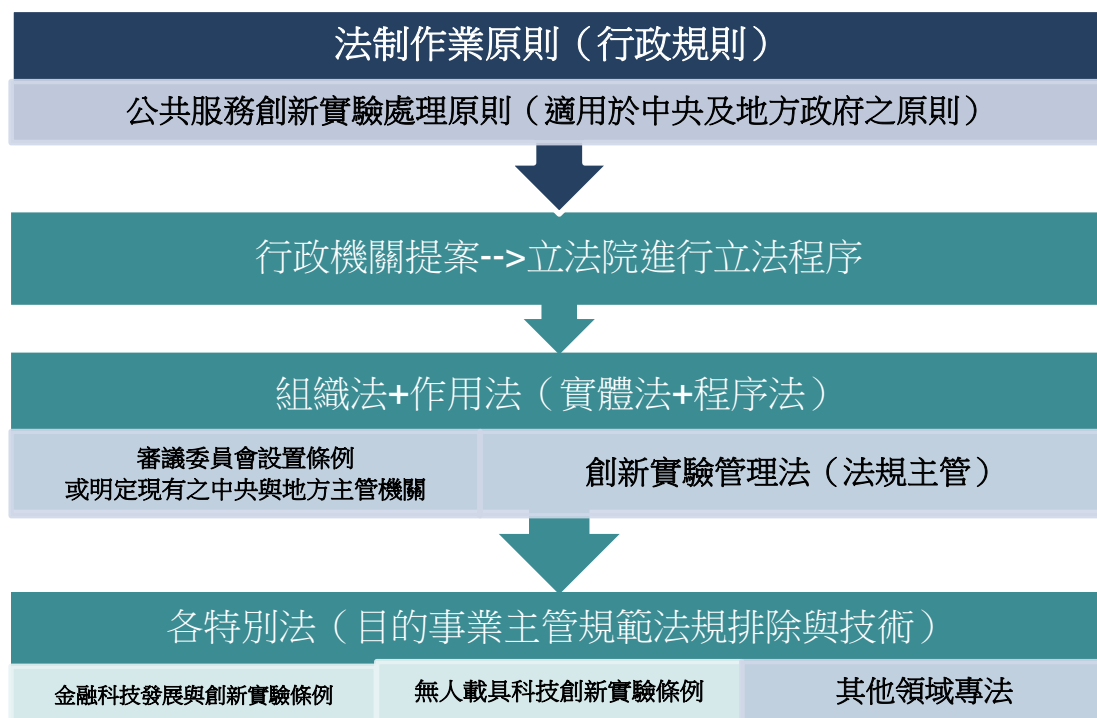 法制作業原則（行政規則）
公共服務創新實驗處理原則（適用於中央及地方政府之原則）
行政機關提案-->立法院進行立法程序
組織法+作用法（實體法+程序法）
審議委員會設置條例
或明定現有之中央與地方主管機關
創新實驗管理法（法規主管）
各特別法（目的事業主管規範法規排除與技術）
金融科技發展與創新實驗條例
無人載具科技創新實驗條例
其他領域專法